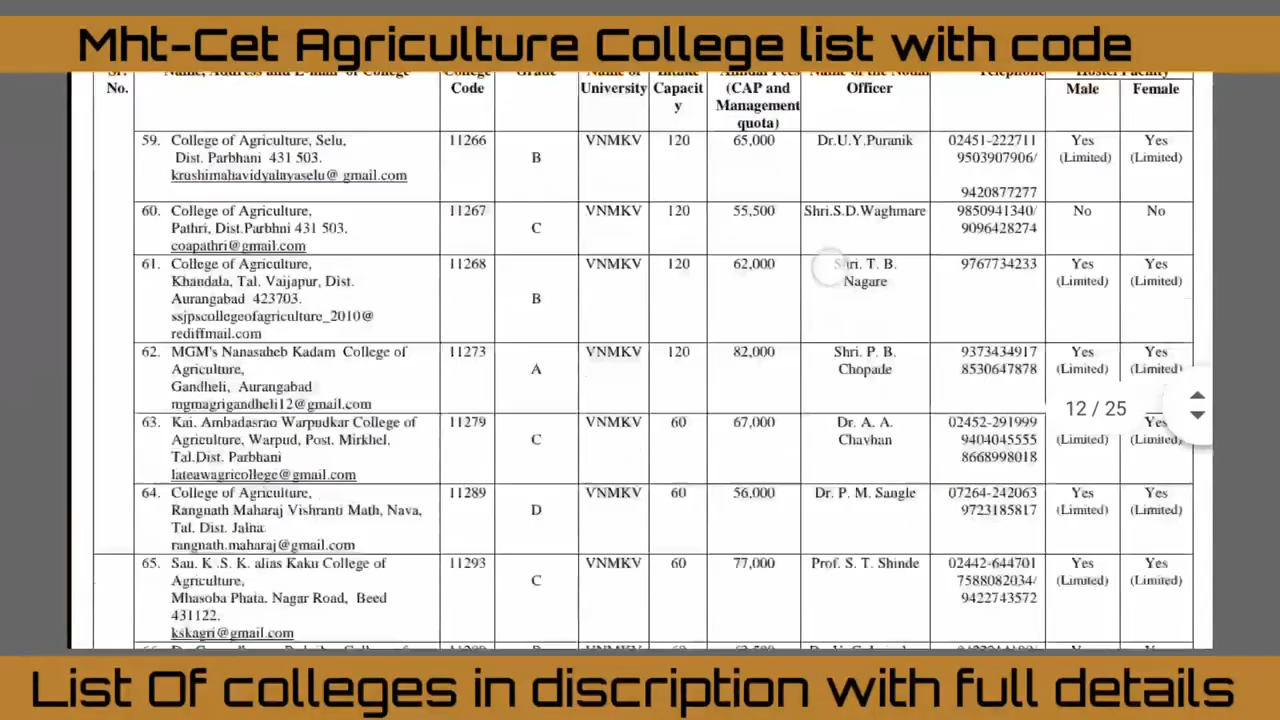 Mht-Cet Agriculture College list with code
Sr. Name, Address and E-mail of College College Grade Name of Intake Annual Fees Name of the Nodal Telephone Hostel Facility
No. Code University Capacit (CAP and Officer Male Female
y Management
quota)
59. College of Agriculture, Selu, 11266 VNMKV 120 65,000 Dr.U.Y.Puranik 02451-222711 Yes Yes
Dist. Parbhani 431 503. B 9503907906/ (Limited) (Limited)
krushimahavidyalayaselu@ gmail.com
9420877277
60. College of Agriculture, 11267 VNMKV 120 55,500 Shri.S.D.Waghmare 9850941340/ No No
Pathri, Dist.Parbhni 431 503. C 9096428274
coapathri@gmail.com
61. College of Agriculture, 11268 VNMKV 120 62,000 Shri. T. B. 9767734233 Yes Yes
Khandala, Tal. Vaijapur, Dist. Nagare (Limited) (Limited)
Aurangabad 423703. B
ssjpscollegeofagriculture_2010@
rediffmail.com
62. MGM's Nanasaheb Kadam College of 11273 VNMKV 120 82,000 Shri. P. B. 9373434917 Yes Yes
Agriculture, A Chopade 8530647878 (Limited) (Limited)
Gandheli, Aurangabad
mgmagrigandheli12@gmail.com
12 / 25
63. Kai. Ambadasrao Warpudkar College of 11279 VNMKV 60 67,000 Dr. A. A. 02452-291999 Yes
Agriculture, Warpud, Post. Mirkhel, C Chavhan 9404045555 (Limited) (Limited)
Tal.Dist. Parbhani 8668998018
lateawagricollege@gmail.com
64. College of Agriculture, 11289 VNMKV 60 56,000 Dr. P. M. Sangle 07264-242063 Yes Yes
Rangnath Maharaj Vishranti Math, Nava, D 9723185817 (Limited) (Limited)
Tal. Dist. Jalna
rangnath.maharaj@gmail.com
65. Sau. K .S. K. alias Kaku College of 11293 VNMKV 60 77,000 Prof. S. T. Shinde 02442-644701 Yes Yes
Agriculture, C 7588082034/ (Limited) (Limited)
Mhasoba Phata, Nagar Road, Beed 9422743572
431122.
kskagri@gmail.com
List Of colleges in discription with full details